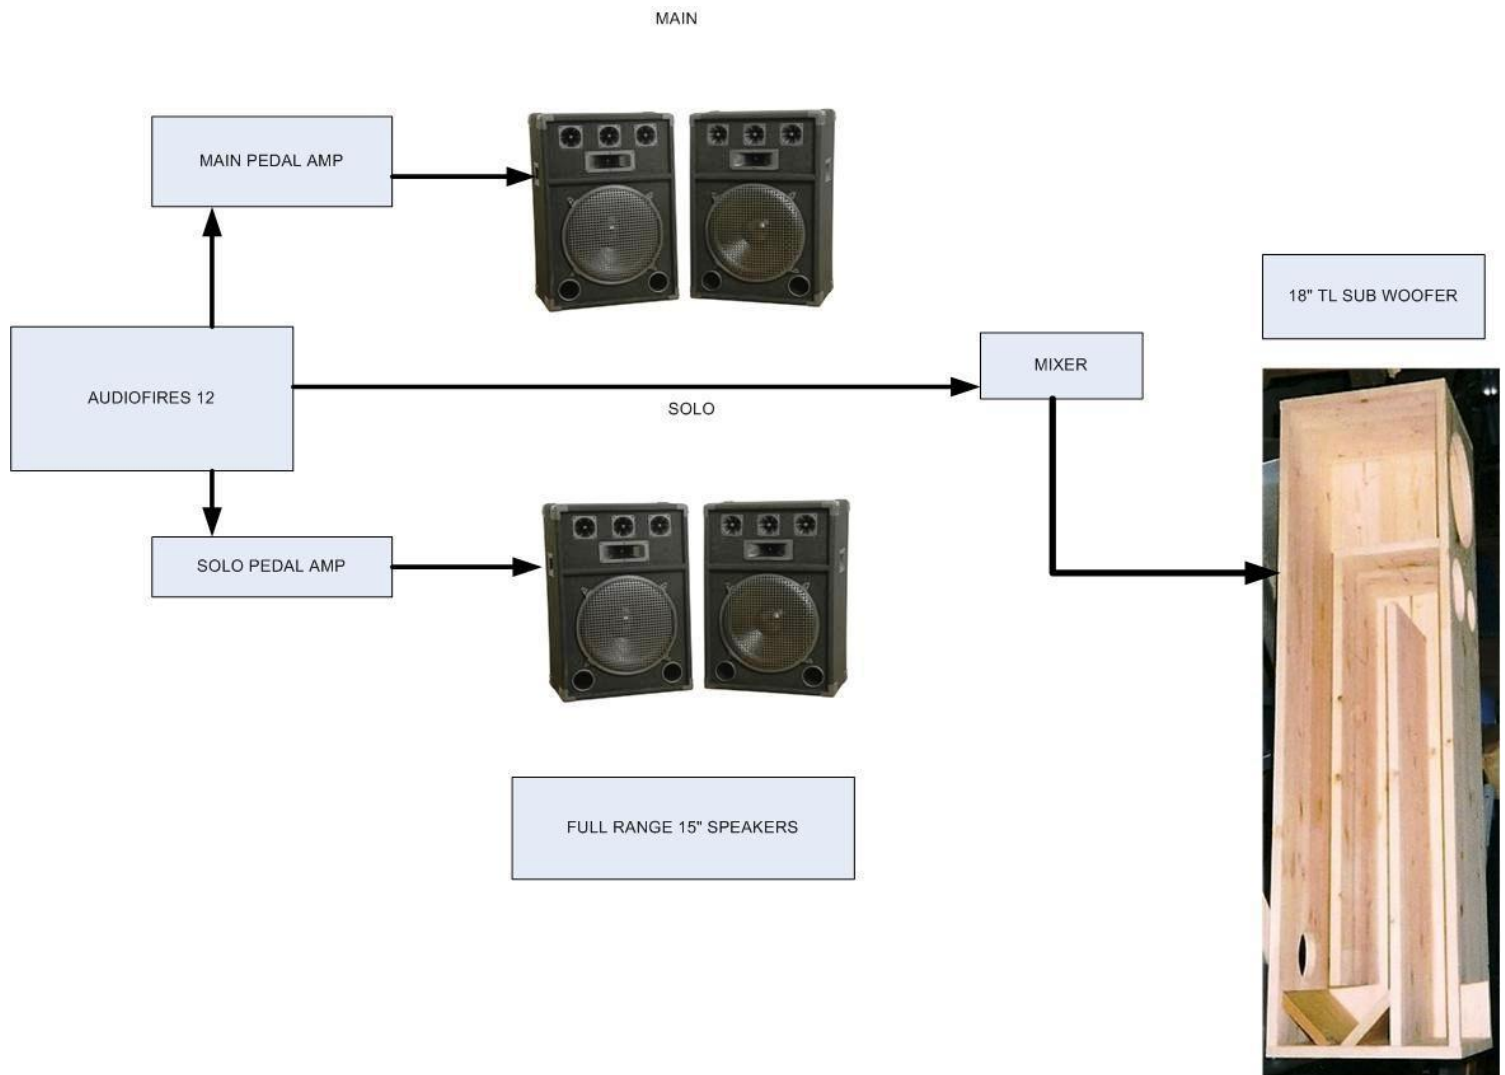 MAIN
MAIN PEDAL AMP
18" TL SUB WOOFER
MIXER
AUDIOFIRES 12
SOLO
SOLO PEDAL AMP
FULL RANGE 15" SPEAKERS